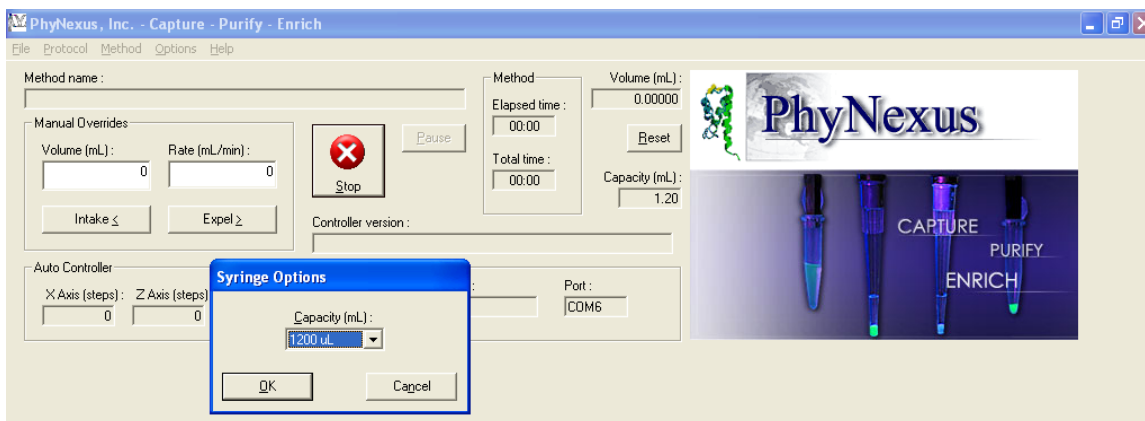 PhyNexus, Inc. - Capture - Purify - Enrich
File Protocol Method Options Help
Method name :
Manual Overrides
Volume (mL) : Rate (mL/min) :
0 0
Intake < Expel >
Stop
Pause
Controller version :
Method
Elapsed time :
00:00
Total time :
00:00
Volume (mL) :
0.00000
Reset
Capacity (mL) :
1.20
PhyNexus
CAPTURE
PURIFY
ENRICH
Auto Controller
X Axis (steps) : Z Axis (steps)
0 0
:
Port :
COM6
Syringe Options
Capacity (mL) :
1200 uL
OK Cancel